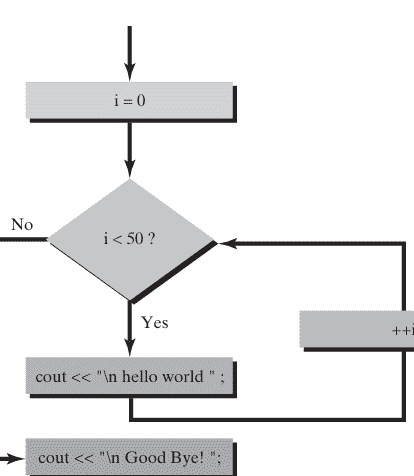 i = 0
No
i < 50 ?
Yes
++i
cout << "\n hello world " ;
cout << "\n Good Bye! ";